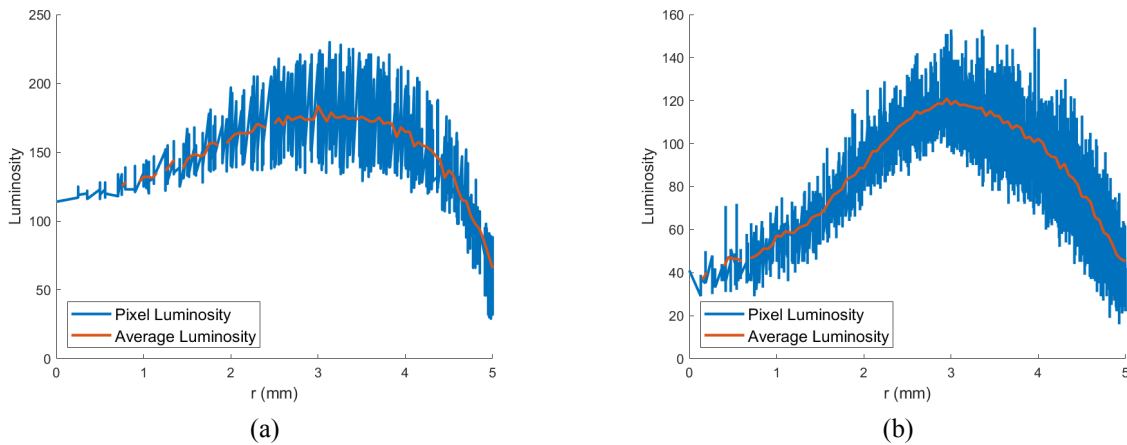 250
200
150
100
50
0
Luminosity
Pixel Luminosity
Average Luminosity
0 1 2 3 4 5
r (mm)
(a)
160
140
120
100
80
60
40
20
0
Luminosity
Pixel Luminosity
Average Luminosity
0 1 2 3 4 5
r (mm)
(b)